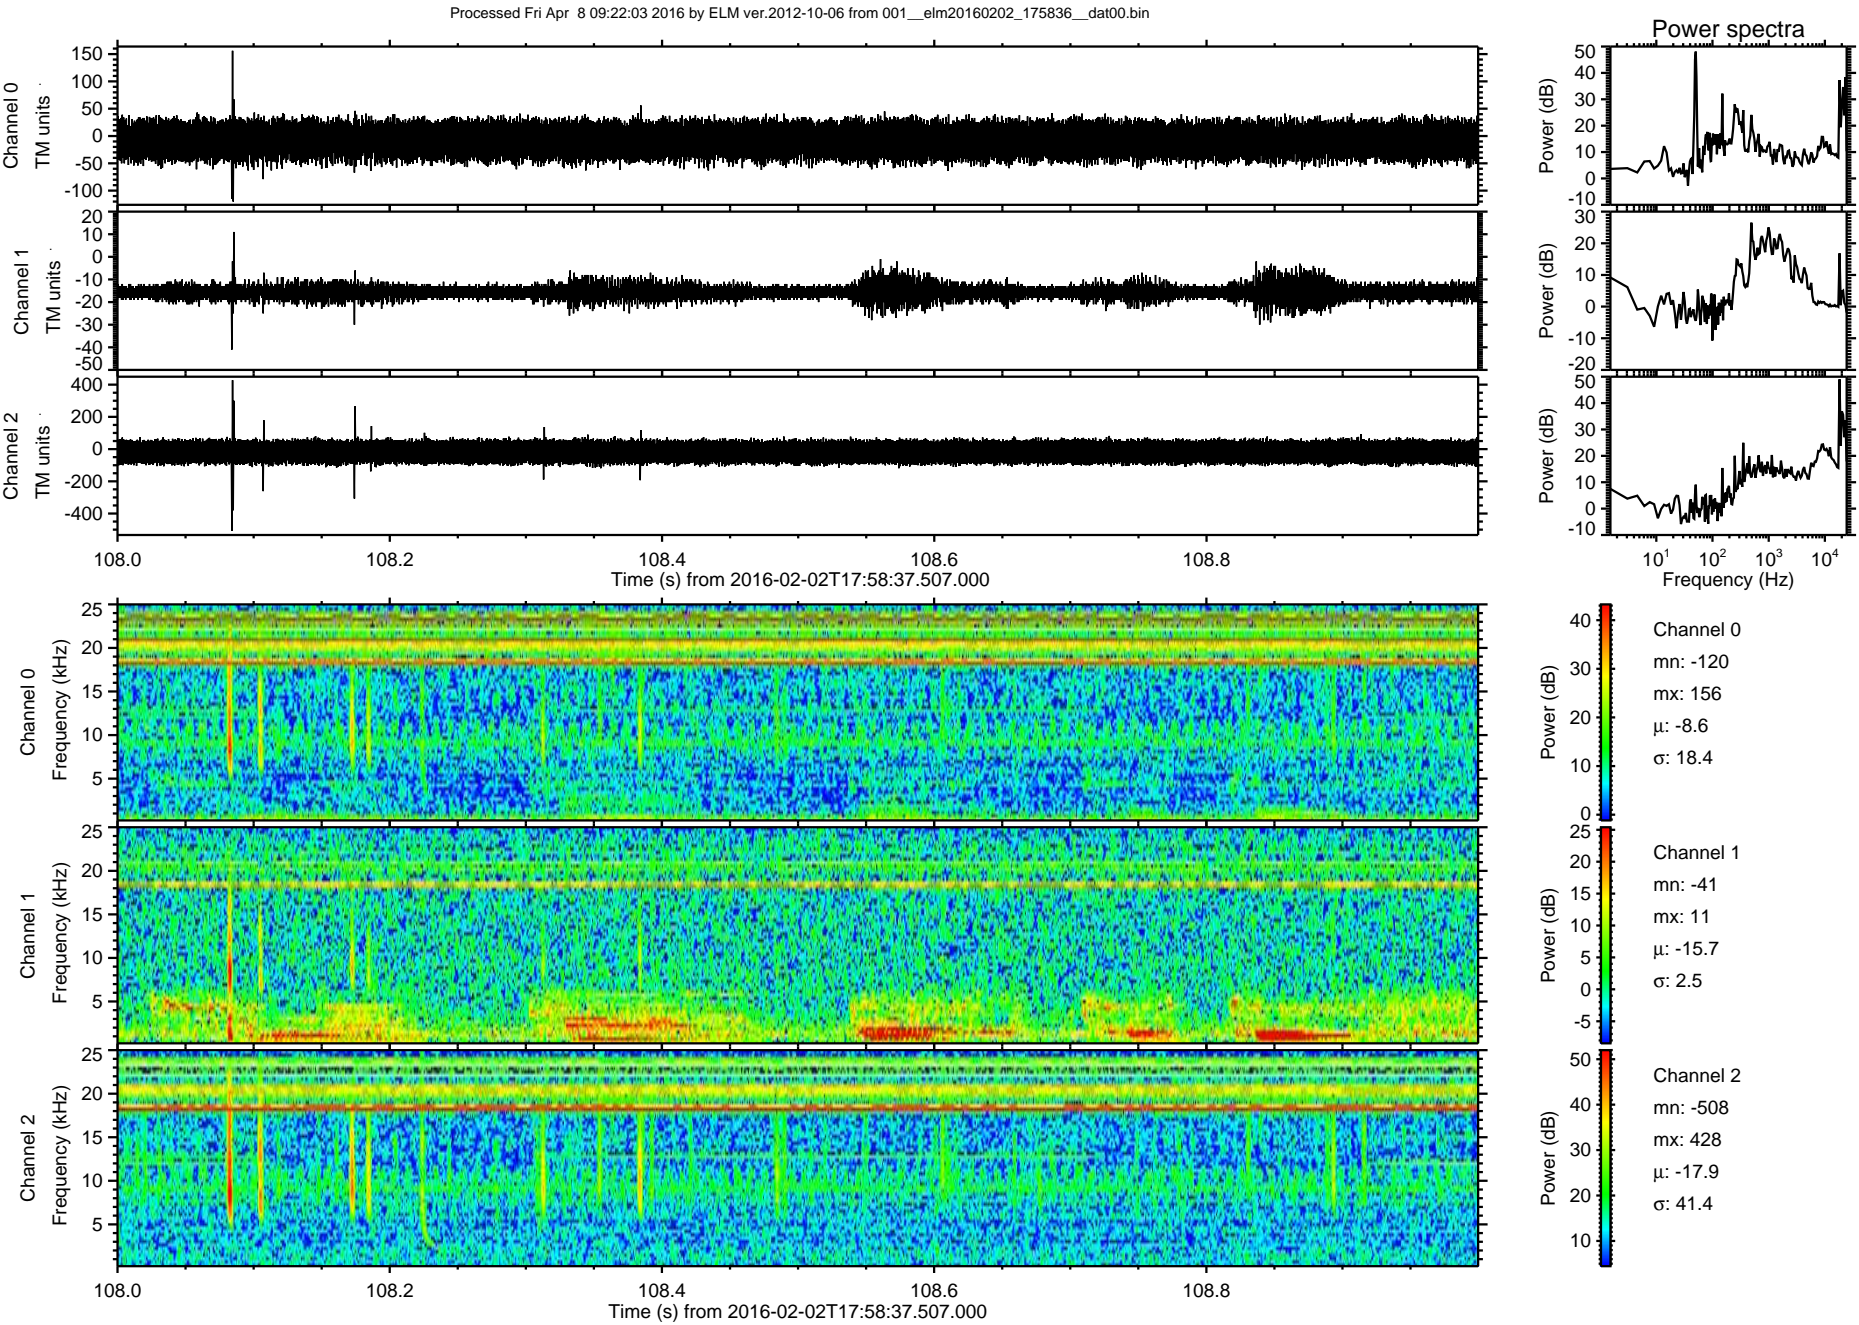 Processed Fri Apr  8 09:22:03 2016 by ELM ver.2012-10-06 from 001__elm20160202_175836__dat00.bin
Power spectra
Channel 0
TM units
150
100
50
0
-50
-100
Power (dB)
50
40
30
20
10
0
-10
Channel 1
TM units
20
10
0
-10
-20
-30
-40
-50
Power (dB)
30
20
10
0
-10
-20
Channel 2
TM units
400
200
0
-200
-400
Power (dB)
50
40
30
20
10
0
-10
108.0 108.2 108.4 108.6 108.8
Time (s) from 2016-02-02T17:58:37.507.000
10^1 10^2 10^3 10^4
Frequency (Hz)
Channel 0
Frequency (kHz)
25
20
15
10
5
Power (dB)
40
30
20
10
0
Channel 0
mn: -120
mx: 156
μ: -8.6
σ: 18.4
Channel 1
Frequency (kHz)
25
20
15
10
5
Power (dB)
25
20
15
10
5
0
-5
Channel 1
mn: -41
mx: 11
μ: -15.7
σ: 2.5
Channel 2
Frequency (kHz)
25
20
15
10
5
Power (dB)
50
40
30
20
10
Channel 2
mn: -508
mx: 428
μ: -17.9
σ: 41.4
108.0 108.2 108.4 108.6 108.8
Time (s) from 2016-02-02T17:58:37.507.000